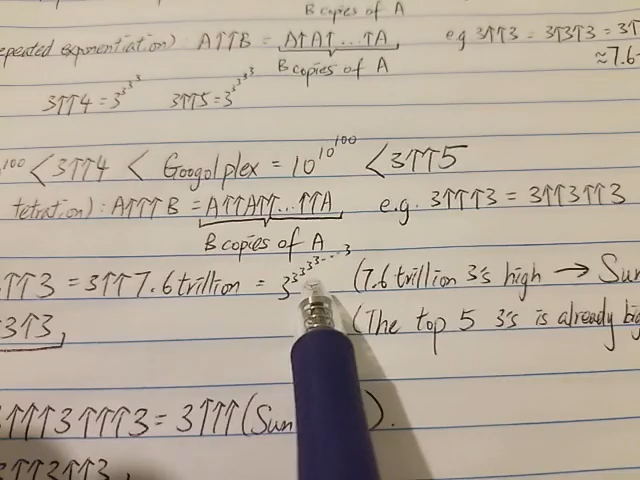 B copies of A
repeated exponentiation): A↑↑B = A↑A↑...↑A e.g 3↑↑3 = 3↑3↑3 = 3↑
B copies of A ≈7.6
3↑↑4 = 3^3^3^3 3↑↑5 = 3^3^3^3^3
100 < 3↑↑4 < Googolplex = 10^10^100 < 3↑↑5
tetration): A↑↑↑B = A↑↑A↑↑...↑↑A e.g. 3↑↑↑3 = 3↑↑3↑↑3
B copies of A
↑↑3 = 3↑↑7.6 trillion = 3^3^3^3^3...3 (7.6 trillion 3's high → Sun
3↑3, (The top 5 3's is already big
↑↑↑3↑↑↑3 = 3↑↑↑(Sun ).
3↑↑3↑↑3,